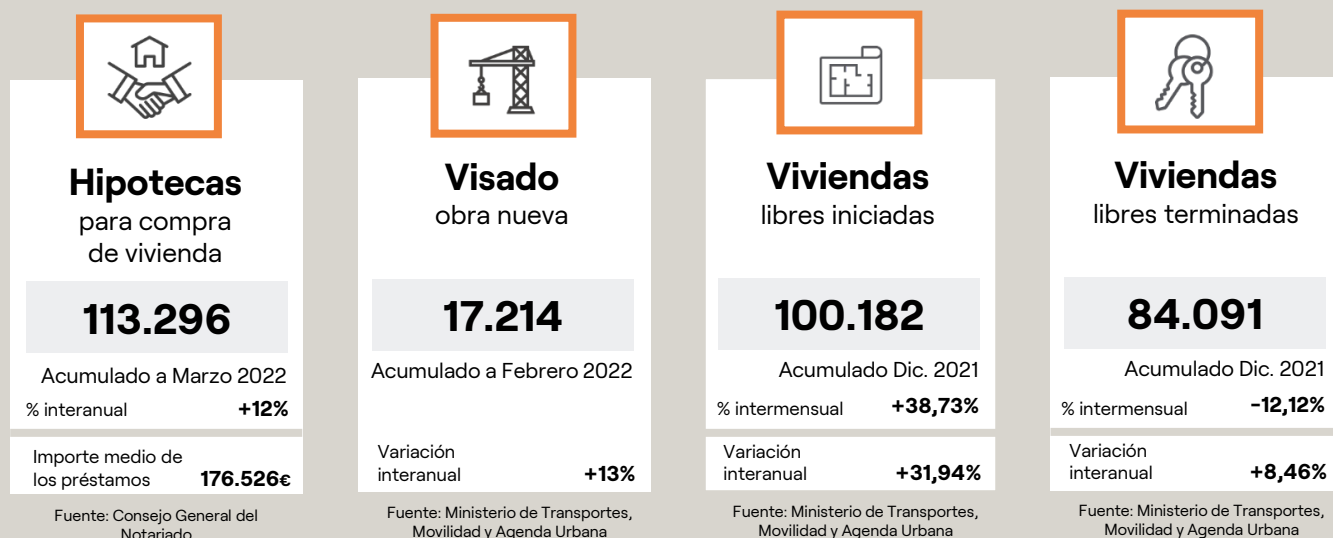 Hipotecas
para compra
de vivienda
113.296
Acumulado a Marzo 2022
% interanual +12%
Importe medio de
los préstamos 176.526€
Fuente: Consejo General del
Notariado
Visado
obra nueva
17.214
Acumulado a Febrero 2022
Variación
interanual +13%
Fuente: Ministerio de Transportes,
Movilidad y Agenda Urbana
Viviendas
libres iniciadas
100.182
Acumulado Dic. 2021
% intermensual +38,73%
Variación
interanual +31,94%
Fuente: Ministerio de Transportes,
Movilidad y Agenda Urbana
Viviendas
libres terminadas
84.091
Acumulado Dic. 2021
% intermensual -12,12%
Variación
interanual +8,46%
Fuente: Ministerio de Transportes,
Movilidad y Agenda Urbana